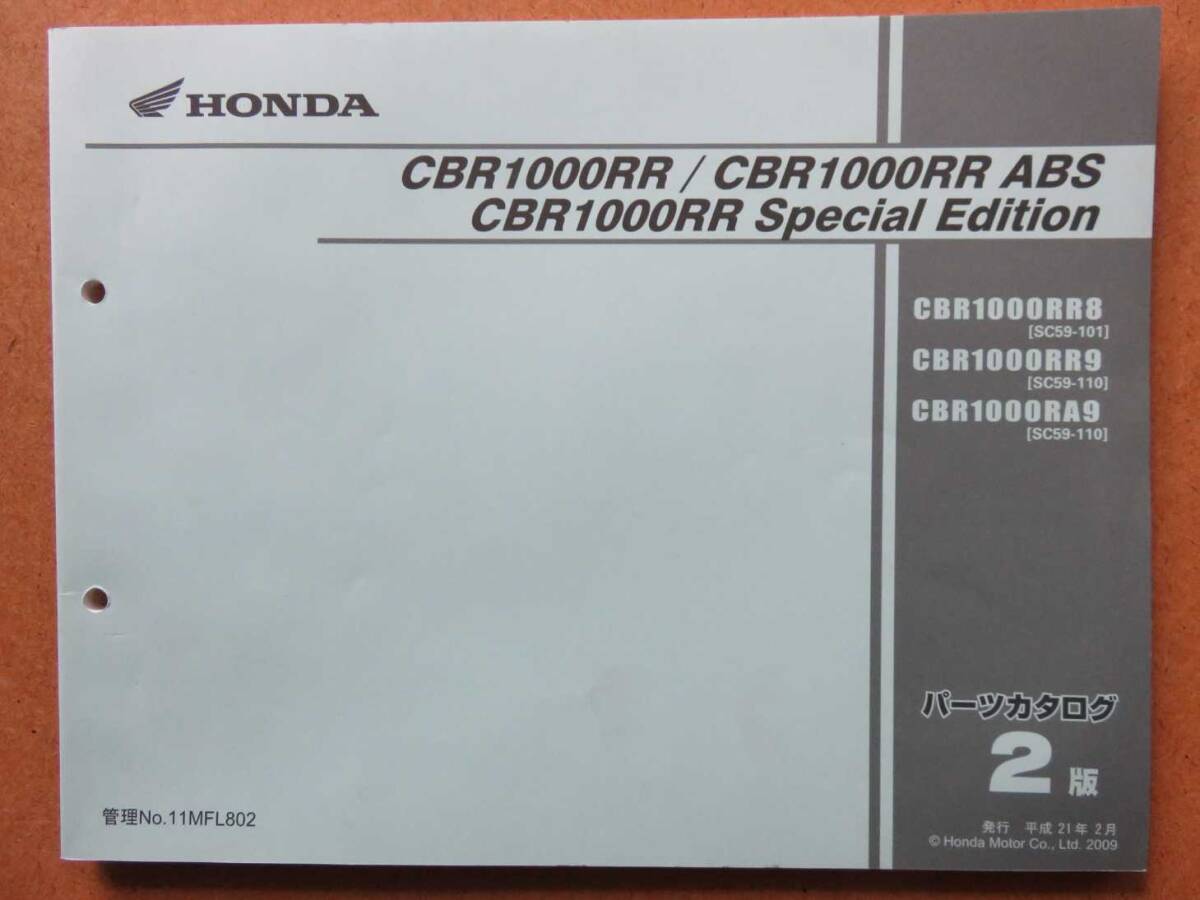 HONDA
CBR1000RR / CBR1000RR ABS
CBR1000RR Special Edition
CBR1000RR8
[SC59-101]
CBR1000RR9
[SC59-110]
CBR1000RA9
[SC59-110]
パーツカタログ
2版
発行 平成 21年 2月
© Honda Motor Co., Ltd. 2009
管理No.11MFL802